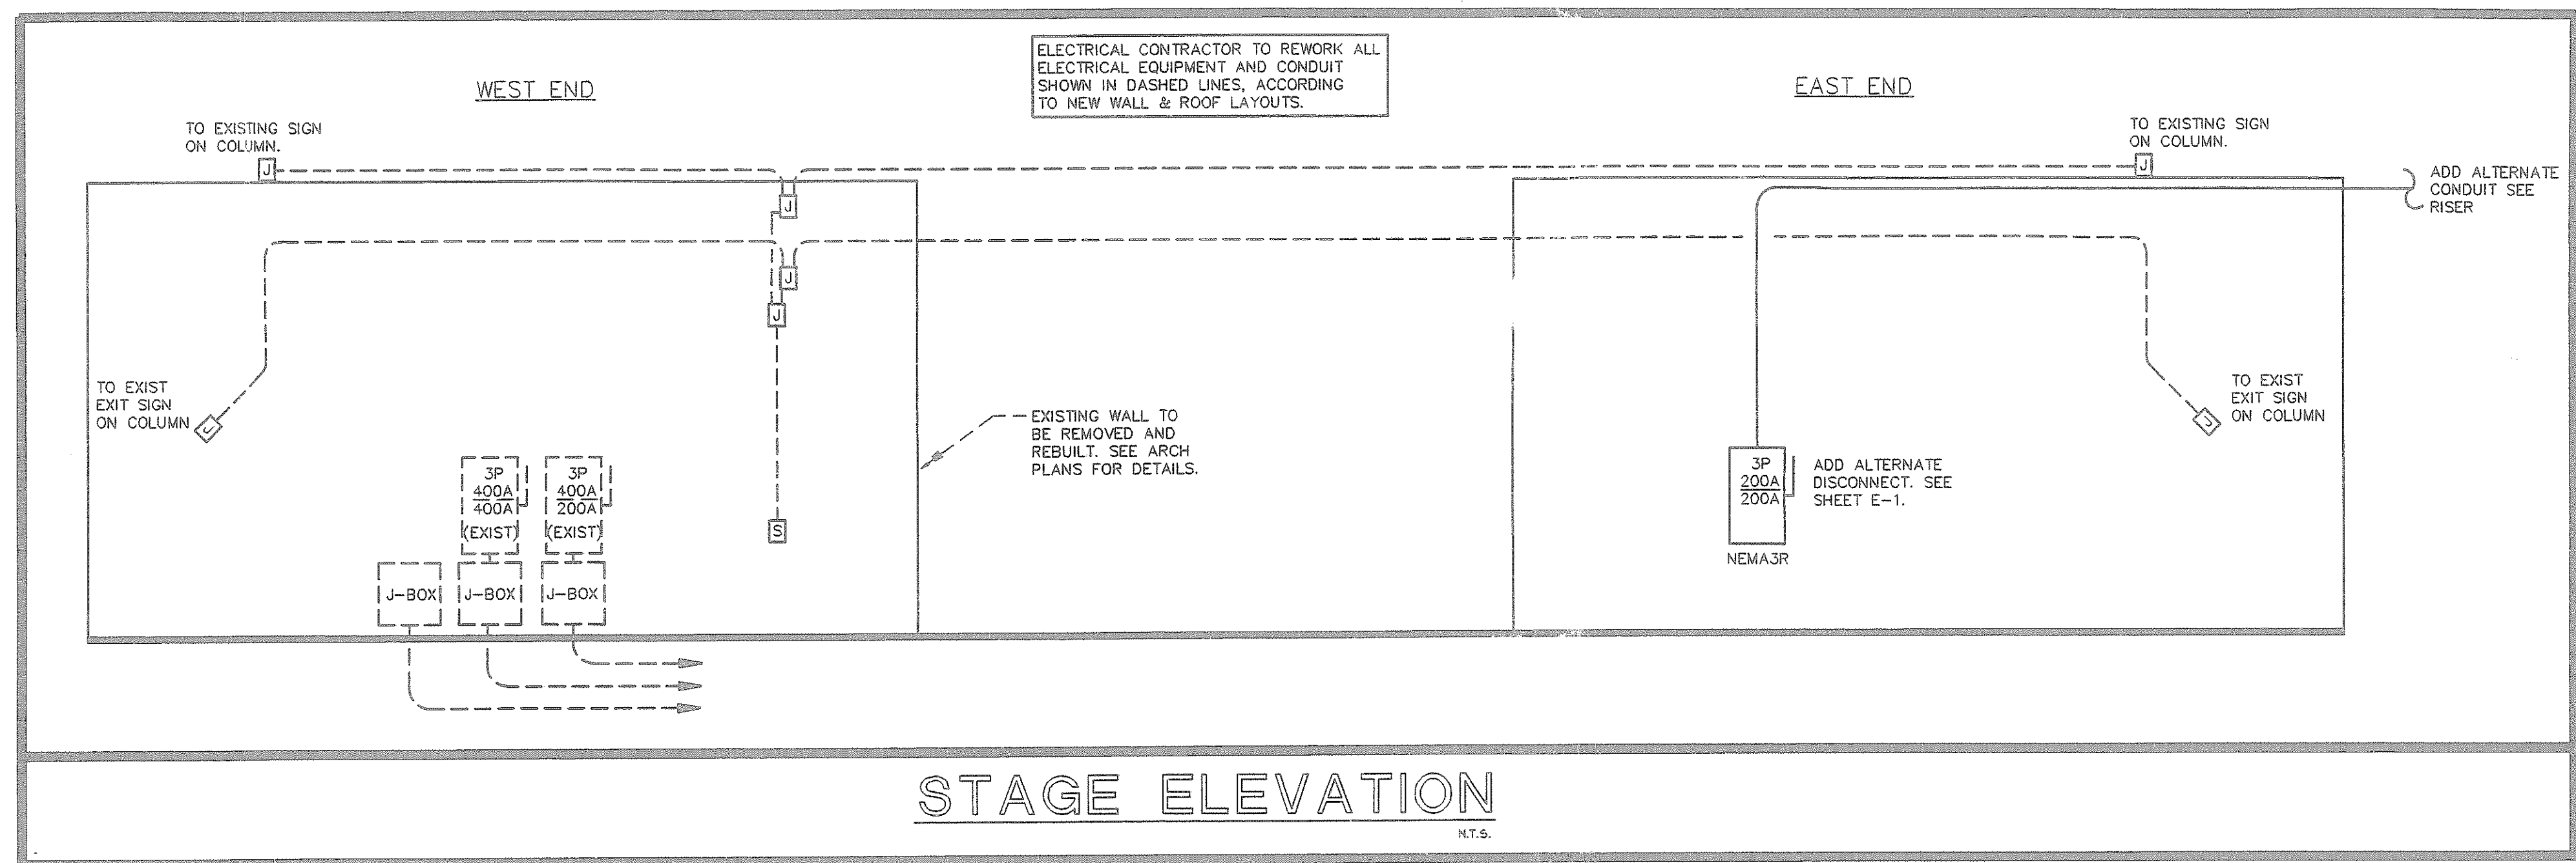 ELECTRICAL CONTRACTOR TO REWORK ALL
ELECTRICAL EQUIPMENT AND CONDUIT
SHOWN IN DASHED LINES, ACCORDING
TO NEW WALL & ROOF LAYOUTS.
WEST END
EAST END
TO EXISTING SIGN
ON COLUMN.
J
J
J
J
TO EXIST
EXIT SIGN
ON COLUMN
J
3P
400A
400A
(EXIST)
3P
400A
200A
(EXIST)
J-BOX
J-BOX
J-BOX
S
EXISTING WALL TO
BE REMOVED AND
REBUILT. SEE ARCH
PLANS FOR DETAILS.
TO EXISTING SIGN
ON COLUMN.
J
ADD ALTERNATE
CONDUIT SEE
RISER
TO EXIST
EXIT SIGN
ON COLUMN
J
3P
200A
200A
NEMA3R
ADD ALTERNATE
DISCONNECT. SEE
SHEET E-1.
STAGE ELEVATION
N.T.S.